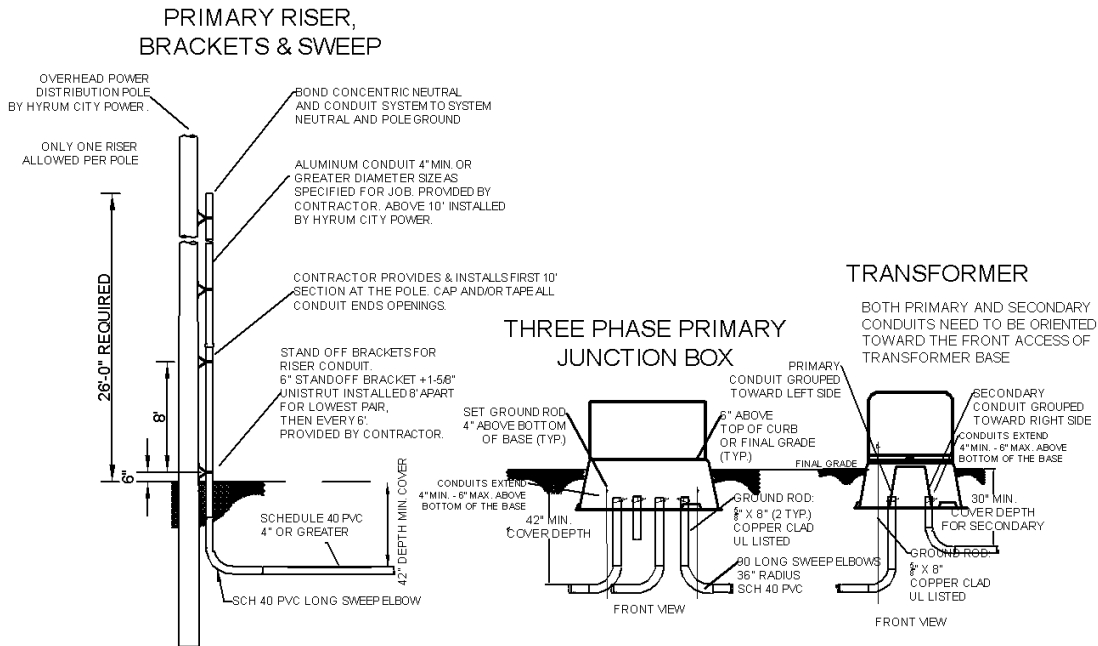 PRIMARY RISER,
BRACKETS & SWEEP
OVERHEAD POWER
DISTRIBUTION POLE
BY HYRUM CITY POWER.
ONLY ONE RISER
ALLOWED PER POLE
BOND CONCENTRIC NEUTRAL
AND CONDUIT SYSTEM TO SYSTEM
NEUTRAL AND POLE GROUND
ALUMINUM CONDUIT 4" MIN. OR
GREATER DIAMETER SIZE AS
SPECIFIED FOR JOB. PROVIDED BY
CONTRACTOR. ABOVE 10' INSTALLED
BY HYRUM CITY POWER.
CONTRACTOR PROVIDES & INSTALLS FIRST 10'
SECTION AT THE POLE. CAP AND/OR TAPE ALL
CONDUIT ENDS OPENINGS.
STAND OFF BRACKETS FOR
RISER CONDUIT.
6" STANDOFF BRACKET + 1-5/8"
UNISTRUT INSTALLED 8' APART
FOR LOWEST PAIR,
THEN EVERY 6'.
PROVIDED BY CONTRACTOR.
26'-0" REQUIRED
8'
6"
SCHEDULE 40 PVC
4" OR GREATER
42" DEPTH MIN. COVER
SCH 40 PVC LONG SWEEP ELBOW
THREE PHASE PRIMARY
JUNCTION BOX
SET GROUND ROD
4" ABOVE BOTTOM
OF BASE (TYP.)
6" ABOVE
TOP OF CURB
OR FINAL GRADE
(TYP.)
CONDUITS EXTEND
4" MIN. - 6" MAX. ABOVE
BOTTOM OF THE BASE
42" MIN.
COVER DEPTH
GROUND ROD:
X 8" (2 TYP.)
COPPER CLAD
UL LISTED
90 LONG SWEEP ELBOWS
36" RADIUS
SCH 40 PVC
FRONT VIEW
TRANSFORMER
BOTH PRIMARY AND SECONDARY
CONDUITS NEED TO BE ORIENTED
TOWARD THE FRONT ACCESS OF
TRANSFORMER BASE
PRIMARY
CONDUIT GROUPED
TOWARD LEFT SIDE
SECONDARY
CONDUIT GROUPED
TOWARD RIGHT SIDE
CONDUITS EXTEND
4" MIN. - 6" MAX. ABOVE
BOTTOM OF THE BASE
FINAL GRADE
30" MIN.
COVER DEPTH
FOR SECONDARY
GROUND ROD:
X 8"
COPPER CLAD
UL LISTED
FRONT VIEW